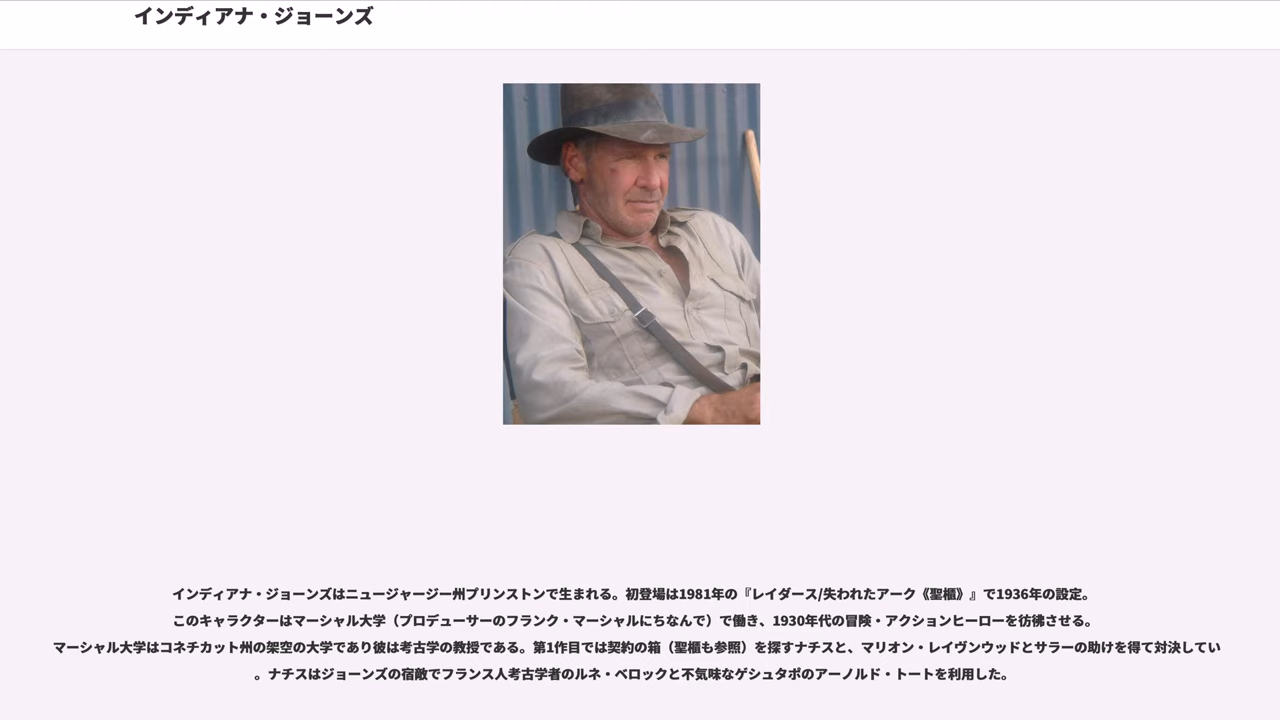 インディアナ・ジョーンズ
インディアナ・ジョーンズはニュージャージー州プリンストンで生まれる。初登場は1981年の『レイダース/失われたアーク《聖櫃》』で1936年の設定。
このキャラクターはマーシャル大学（プロデューサーのフランク・マーシャルにちなんで）で働き、1930年代の冒険・アクションヒーローを彷彿させる。
マーシャル大学はコネチカット州の架空の大学であり彼は考古学の教授である。第1作目では契約の箱（聖櫃も参照）を探すナチスと、マリオン・レイヴンウッドとサラーの助けを得て対決してい
。ナチスはジョーンズの宿敵でフランス人考古学者のルネ・ベロックと不気味なゲシュタポのアーノルド・トートを利用した。